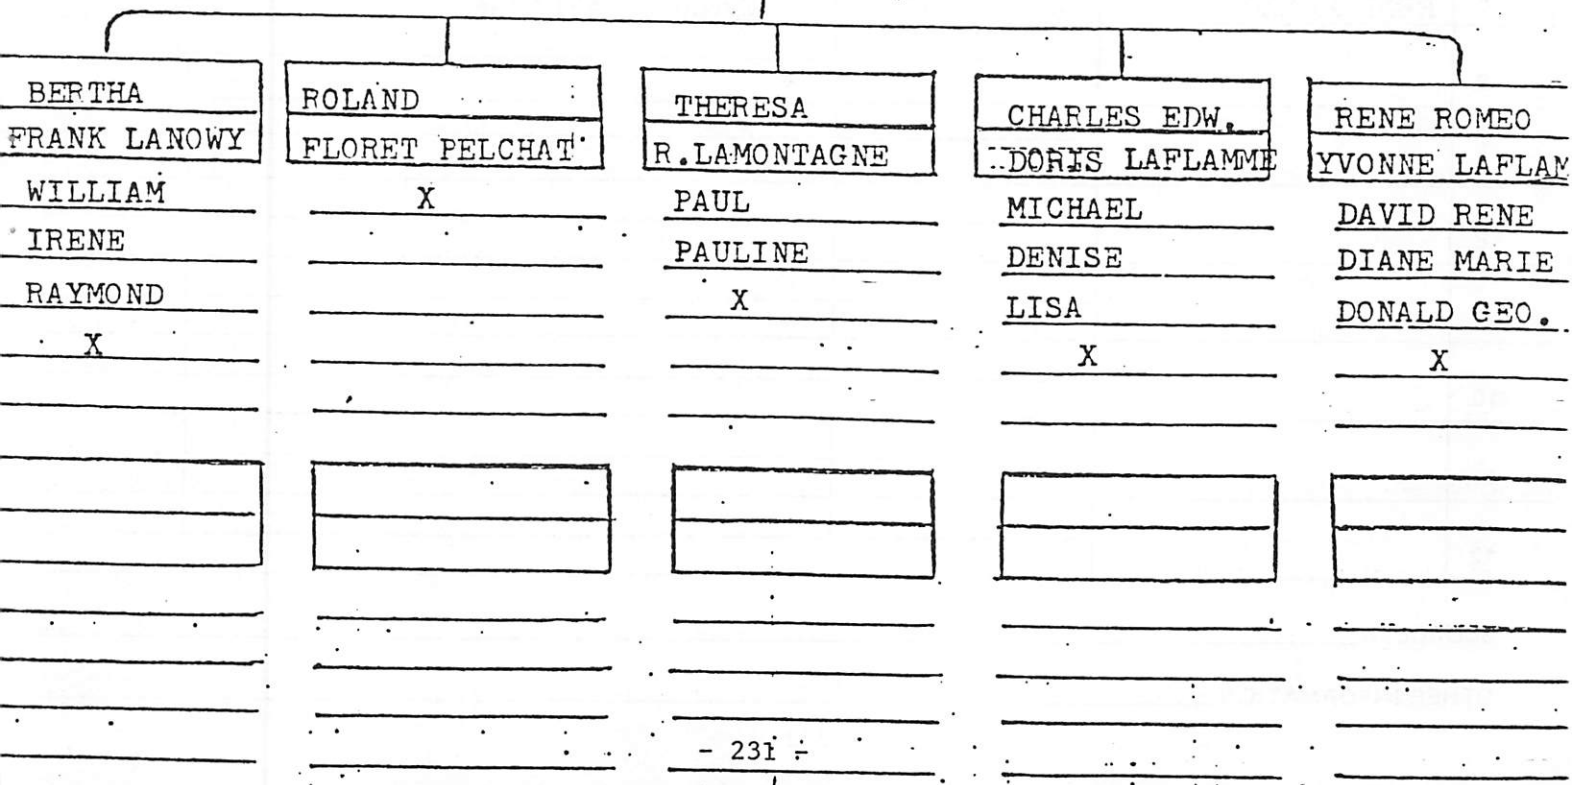 BERTHA
FRANK LANOWY
WILLIAM
IRENE
RAYMOND
X
ROLAND
FLORET PELCHAT
X
THERESA
R.LAMONTAGNE
PAUL
PAULINE
X
CHARLES EDW.
DORIS LAFLAMME
MICHAEL
DENISE
LISA
X
RENE ROMEO
YVONNE LAFLAM
DAVID RENE
DIANE MARIE
DONALD GEO.
X
- 231 -